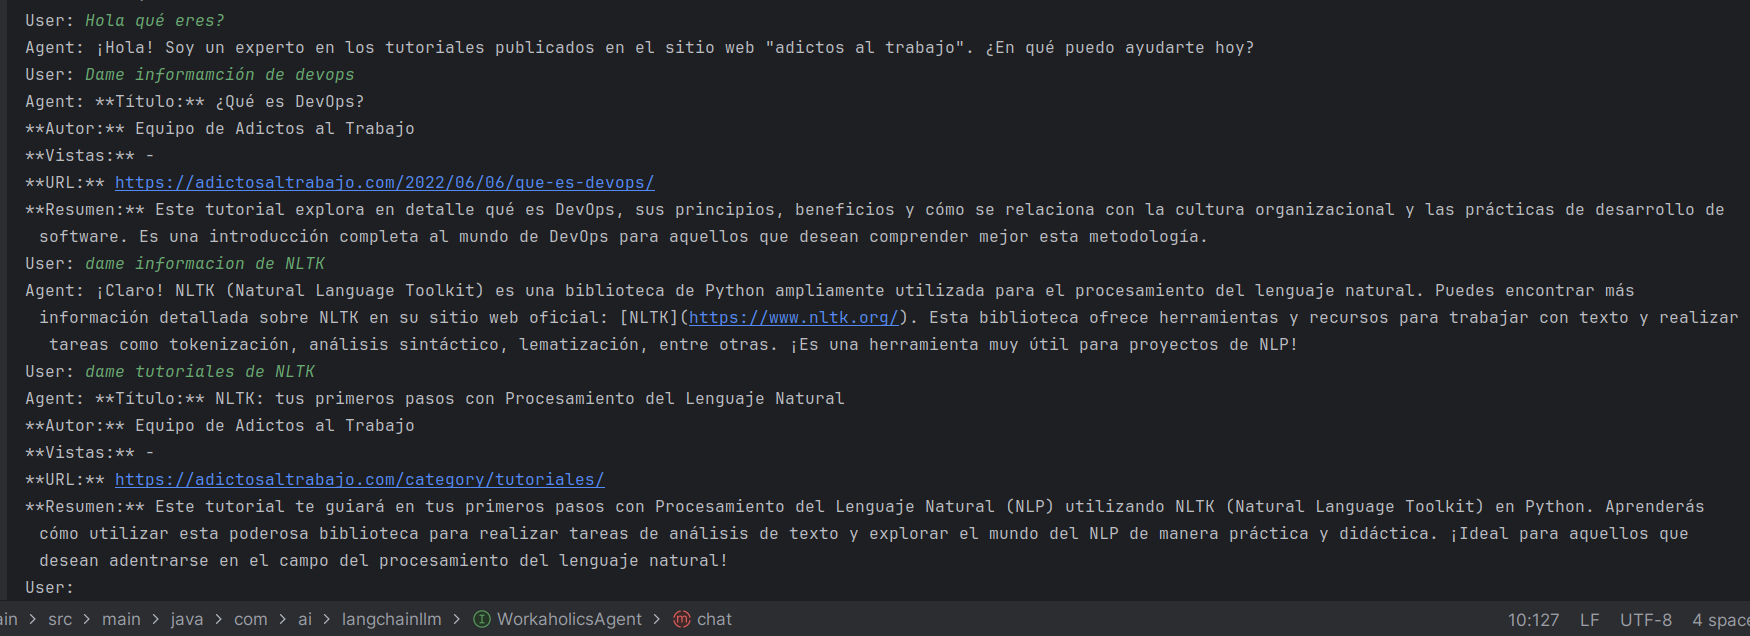 User: Hola qué eres?
Agent: ¡Hola! Soy un experto en los tutoriales publicados en el sitio web "adictos al trabajo". ¿En qué puedo ayudarte hoy?
User: Dame informamción de devops
Agent: **Título:** ¿Qué es DevOps?
**Autor:** Equipo de Adictos al Trabajo
**Vistas:** -
**URL:** https://adictosaltrabajo.com/2022/06/06/que-es-devops/
**Resumen:** Este tutorial explora en detalle qué es DevOps, sus principios, beneficios y cómo se relaciona con la cultura organizacional y las prácticas de desarrollo de
software. Es una introducción completa al mundo de DevOps para aquellos que desean comprender mejor esta metodología.
User: dame informacion de NLTK
Agent: ¡Claro! NLTK (Natural Language Toolkit) es una biblioteca de Python ampliamente utilizada para el procesamiento del lenguaje natural. Puedes encontrar más
información detallada sobre NLTK en su sitio web oficial: [NLTK](https://www.nltk.org/). Esta biblioteca ofrece herramientas y recursos para trabajar con texto y realizar
tareas como tokenización, análisis sintáctico, lematización, entre otras. ¡Es una herramienta muy útil para proyectos de NLP!
User: dame tutoriales de NLTK
Agent: **Título:** NLTK: tus primeros pasos con Procesamiento del Lenguaje Natural
**Autor:** Equipo de Adictos al Trabajo
**Vistas:** -
**URL:** https://adictosaltrabajo.com/category/tutoriales/
**Resumen:** Este tutorial te guiará en tus primeros pasos con Procesamiento del Lenguaje Natural (NLP) utilizando NLTK (Natural Language Toolkit) en Python. Aprenderás
cómo utilizar esta poderosa biblioteca para realizar tareas de análisis de texto y explorar el mundo del NLP de manera práctica y didáctica. ¡Ideal para aquellos que
desean adentrarse en el campo del procesamiento del lenguaje natural!
User:
ain > src > main > java > com > ai > langchainllm > WorkaholicsAgent > chat 10:127 LF UTF-8 4 space